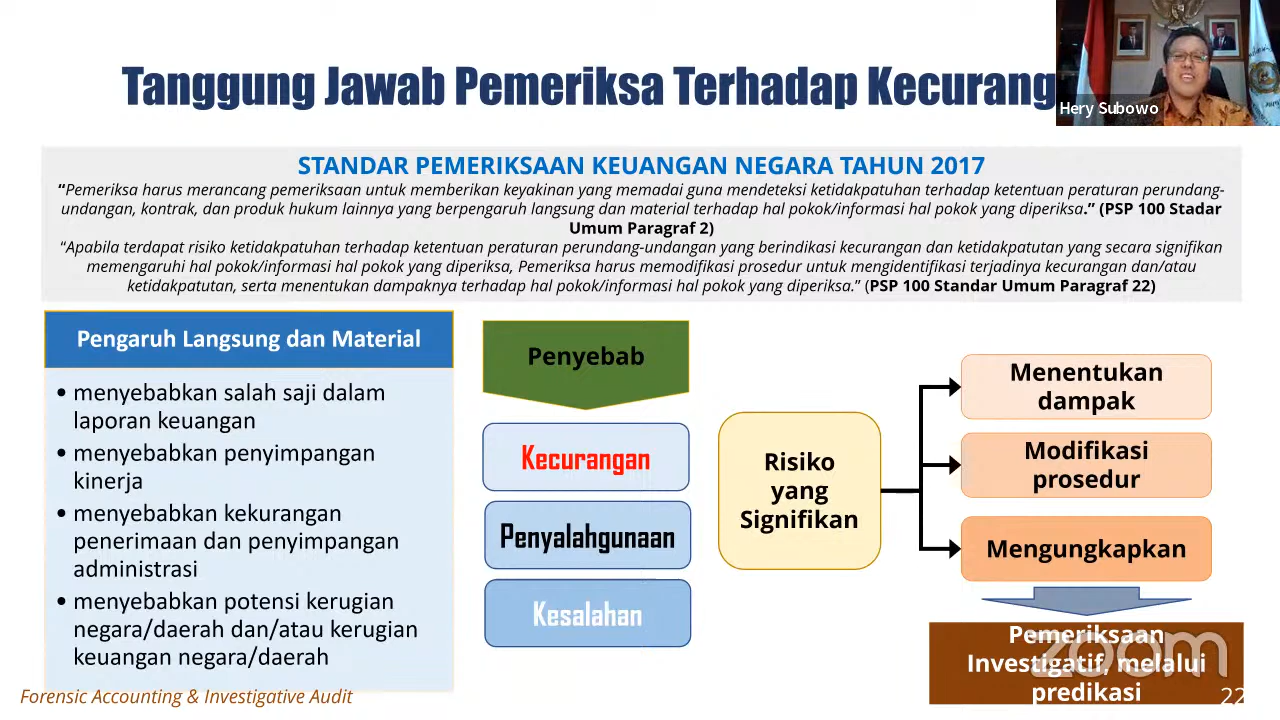 Tanggung Jawab Pemeriksa Terhadap Kecurang
Hery Subowo
STANDAR PEMERIKSAAN KEUANGAN NEGARA TAHUN 2017
“Pemeriksa harus merancang pemeriksaan untuk memberikan keyakinan yang memadai guna mendeteksi ketidakpatuhan terhadap ketentuan peraturan perundang-
undangan, kontrak, dan produk hukum lainnya yang berpengaruh langsung dan material terhadap hal pokok/informasi hal pokok yang diperiksa.” (PSP 100 Stadar
Umum Paragraf 2)
“Apabila terdapat risiko ketidakpatuhan terhadap ketentuan peraturan perundang-undangan yang berindikasi kecurangan dan ketidakpatutan yang secara signifikan
memengaruhi hal pokok/informasi hal pokok yang diperiksa, Pemeriksa harus memodifikasi prosedur untuk mengidentifikasi terjadinya kecurangan dan/atau
ketidakpatutan, serta menentukan dampaknya terhadap hal pokok/informasi hal pokok yang diperiksa.” (PSP 100 Standar Umum Paragraf 22)
Pengaruh Langsung dan Material
• menyebabkan salah saji dalam
laporan keuangan
• menyebabkan penyimpangan
kinerja
• menyebabkan kekurangan
penerimaan dan penyimpangan
administrasi
• menyebabkan potensi kerugian
negara/daerah dan/atau kerugian
keuangan negara/daerah
Penyebab
Kecurangan
Penyalahgunaan
Kesalahan
Risiko
yang
Signifikan
Menentukan
dampak
Modifikasi
prosedur
Mengungkapkan
Pemeriksaan
Investigatif, melalui
predikasi
zoom
Forensic Accounting & Investigative Audit
22